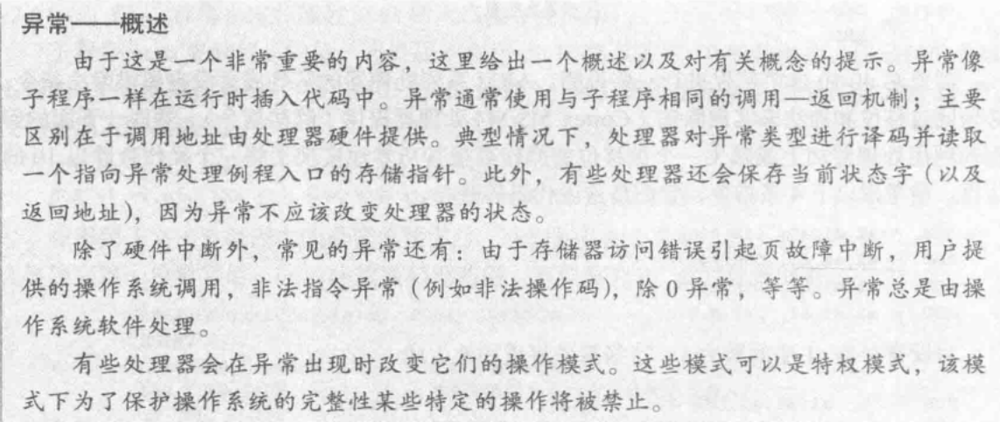 异常——概述
由于这是一个非常重要的内容，这里给出一个概述以及对有关概念的提示。异常像
子程序一样在运行时插入代码中。异常通常使用与子程序相同的调用—返回机制；主要
区别在于调用地址由处理器硬件提供。典型情况下，处理器对异常类型进行译码并读取
一个指向异常处理例程入口的存储指针。此外，有些处理器还会保存当前状态字（以及
返回地址），因为异常不应该改变处理器的状态。
除了硬件中断外，常见的异常还有：由于存储器访问错误引起页故障中断，用户提
供的操作系统调用，非法指令异常（例如非法操作码），除0异常，等等。异常总是由操
作系统软件处理。
有些处理器会在异常出现时改变它们的操作模式。这些模式可以是特权模式，该模
式下为了保护操作系统的完整性某些特定的操作将被禁止。